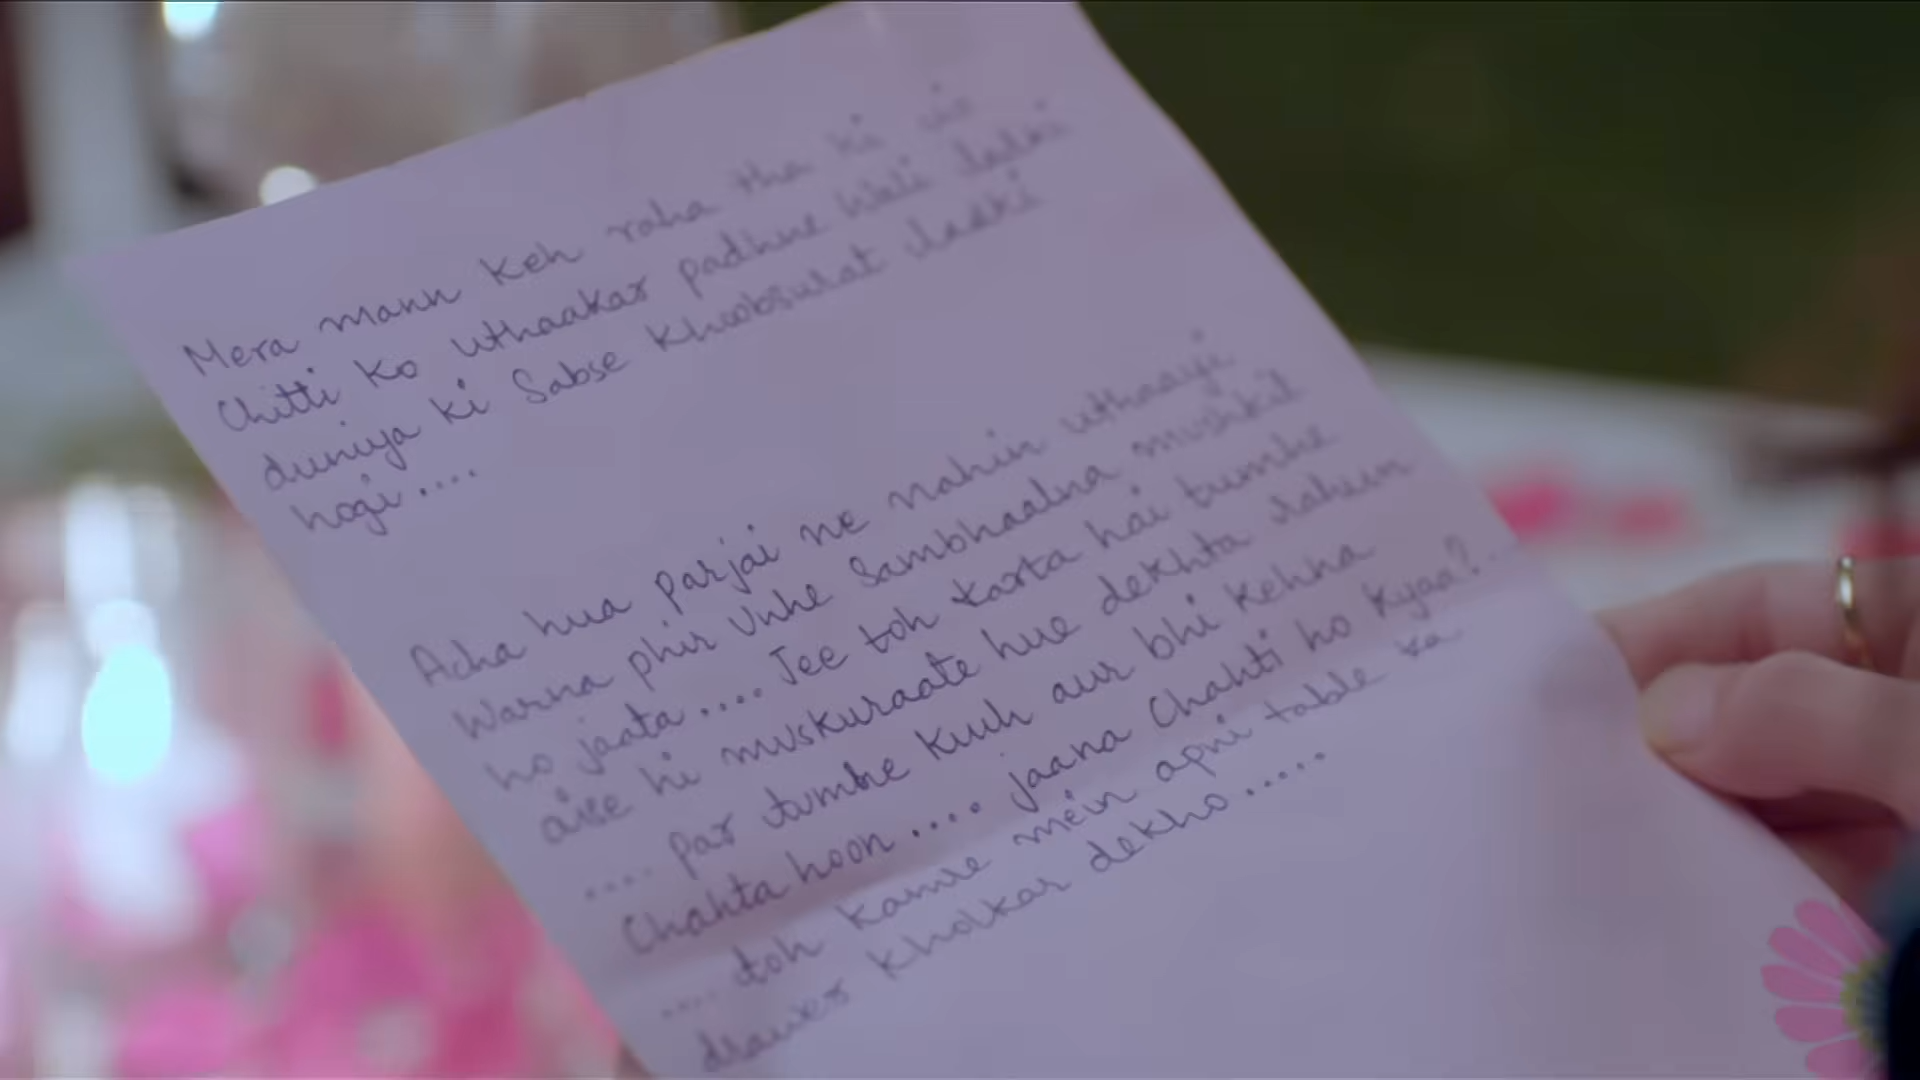 Mera mann keh raha tha ki iss
Chitti ko uthaakar padhne wali ladki
duniya ki Sabse khoobsurat ladki
hogi ....
Acha hua parjai ne nahin uthaayi
Warna phir Unhe Sambhaalna mushkil
ho jaata .... Jee toh karta hai tumhe
aise hi muskuraate hue dekhta rahun
.... par tumhe kuch aur bhi kehna
Chahta hoon .... jaana Chahti ho kyaa?
.... toh kamre mein apni table ka
drawer kholkar dekho .....